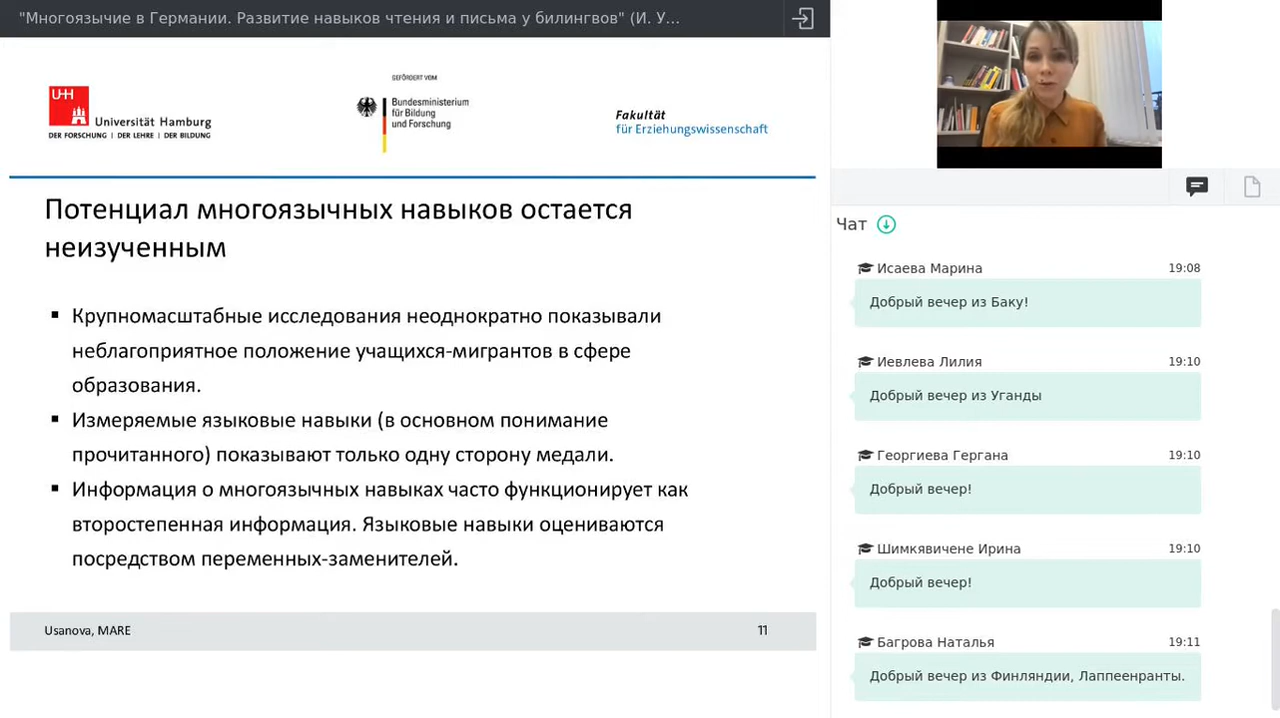 "Многоязычие в Германии. Развитие навыков чтения и письма у билингвов" (И. У...
UHH
Universität Hamburg
DER FORSCHUNG | DER LEHRE | DER BILDUNG
GEFÖRDERT VOM
Bundesministerium
für Bildung
und Forschung
Fakultät
für Erziehungswissenschaft
Потенциал многоязычных навыков остается
неизученным
▪ Крупномасштабные исследования неоднократно показывали
неблагоприятное положение учащихся-мигрантов в сфере
образования.
▪ Измеряемые языковые навыки (в основном понимание
прочитанного) показывают только одну сторону медали.
▪ Информация о многоязычных навыках часто функционирует как
второстепенная информация. Языковые навыки оцениваются
посредством переменных-заменителей.
Usanova, MARE
11
Чат
Исаева Марина 19:08
Добрый вечер из Баку!
Иевлева Лилия 19:10
Добрый вечер из Уганды
Георгиева Гергана 19:10
Добрый вечер!
Шимкявичене Ирина 19:10
Добрый вечер!
Багрова Наталья 19:11
Добрый вечер из Финляндии, Лаппеенранты.